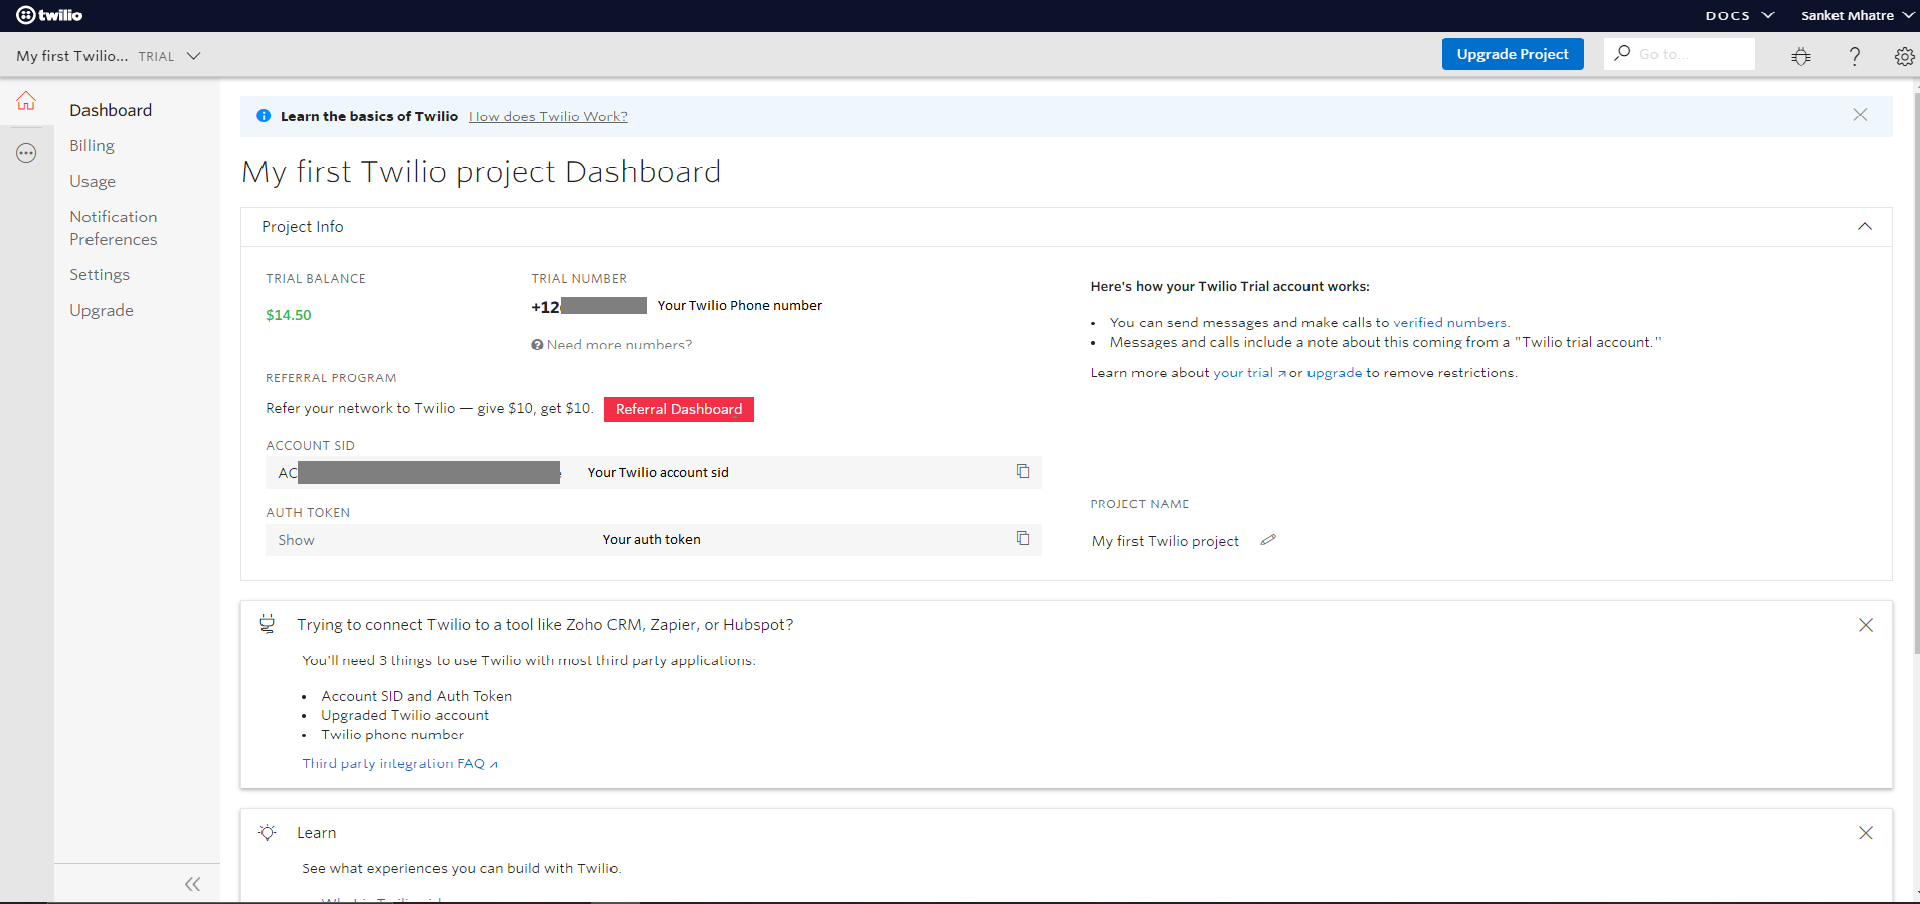 twilio
DOCS
Sanket Mhatre
My first Twilio... TRIAL
Upgrade Project
Go to...
Dashboard
Billing
Usage
Notification
Preferences
Settings
Upgrade
Learn the basics of Twilio How does Twilio Work?
My first Twilio project Dashboard
Project Info
TRIAL BALANCE
$14.50
TRIAL NUMBER
+12
Your Twilio Phone number
Need more numbers?
REFERRAL PROGRAM
Refer your network to Twilio — give $10, get $10. Referral Dashboard
ACCOUNT SID
AC
Your Twilio account sid
AUTH TOKEN
Show
Your auth token
Here's how your Twilio Trial account works:
• You can send messages and make calls to verified numbers.
• Messages and calls include a note about this coming from a "Twilio trial account."
Learn more about your trial or upgrade to remove restrictions.
PROJECT NAME
My first Twilio project
Trying to connect Twilio to a tool like Zoho CRM, Zapier, or Hubspot?
You'll need 3 things to use Twilio with most third party applications:
• Account SID and Auth Token
• Upgraded Twilio account
• Twilio phone number
Third party integration FAQ
Learn
See what experiences you can build with Twilio.